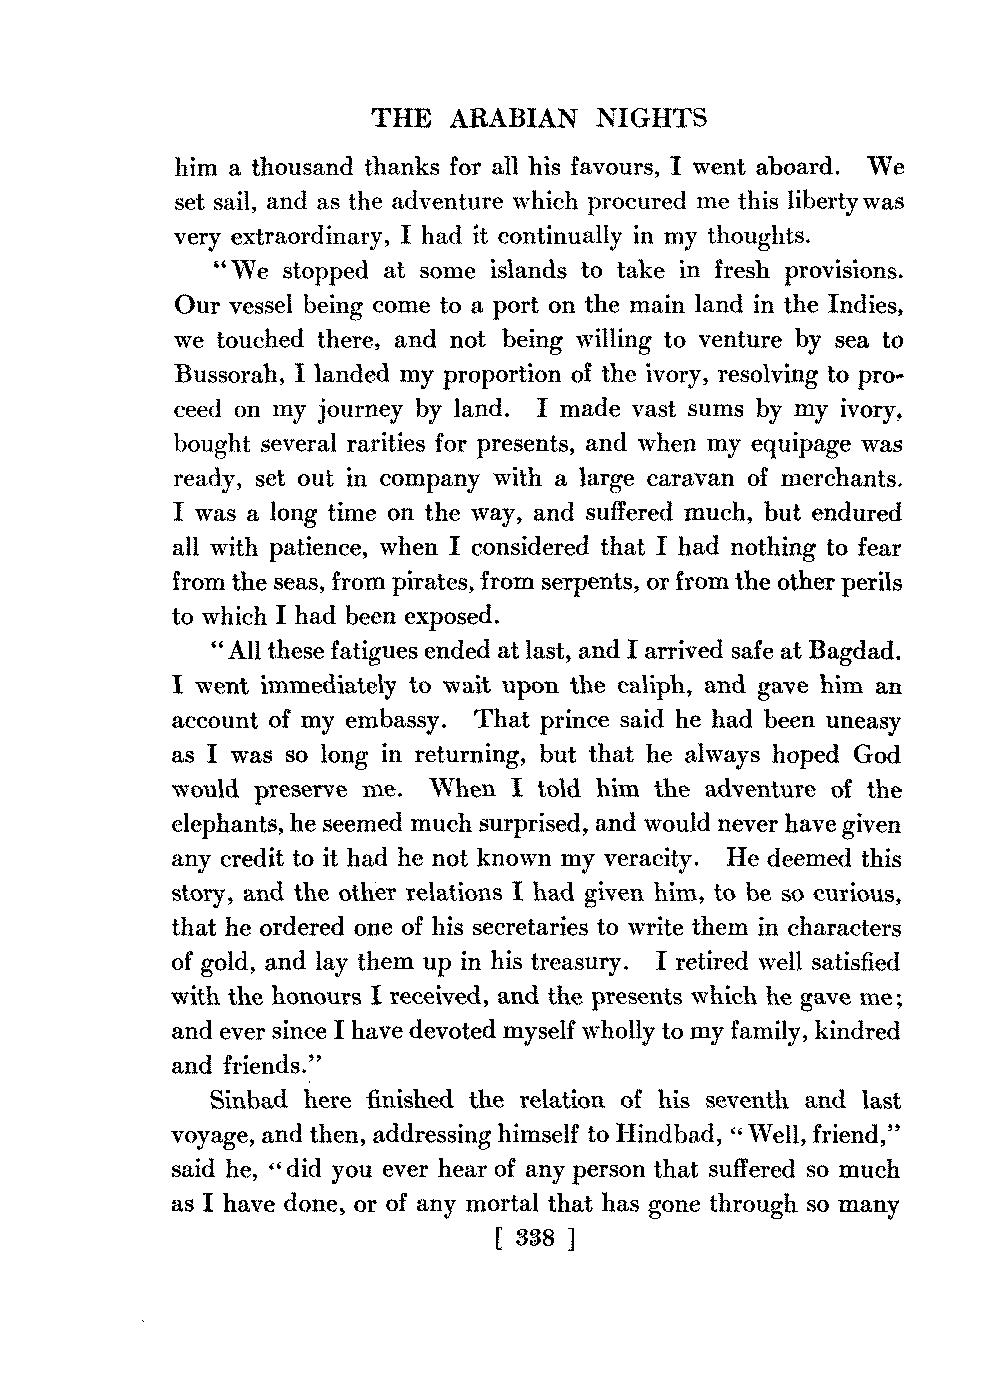 THE ARABIAN NIGHTS
him a thousand thanks for all his favours, I went aboard. We
set sail, and as the adventure which procured me this liberty was
very extraordinary, I had it continually in my thoughts.
"We stopped at some islands to take in fresh provisions.
Our vessel being come to a port on the main land in the Indies,
we touched there, and not being willing to venture by sea to
Bussorah, I landed my proportion of the ivory, resolving to pro-
ceed on my journey by land. I made vast sums by my ivory,
bought several rarities for presents, and when my equipage was
ready, set out in company with a large caravan of merchants.
I was a long time on the way, and suffered much, but endured
all with patience, when I considered that I had nothing to fear
from the seas, from pirates, from serpents, or from the other perils
to which I had been exposed.
"All these fatigues ended at last, and I arrived safe at Bagdad.
I went immediately to wait upon the caliph, and gave him an
account of my embassy. That prince said he had been uneasy
as I was so long in returning, but that he always hoped God
would preserve me. When I told him the adventure of the
elephants, he seemed much surprised, and would never have given
any credit to it had he not known my veracity. He deemed this
story, and the other relations I had given him, to be so curious,
that he ordered one of his secretaries to write them in characters
of gold, and lay them up in his treasury. I retired well satisfied
with the honours I received, and the presents which he gave me;
and ever since I have devoted myself wholly to my family, kindred
and friends."
Sinbad here finished the relation of his seventh and last
voyage, and then, addressing himself to Hindbad, "Well, friend,"
said he, "did you ever hear of any person that suffered so much
as I have done, or of any mortal that has gone through so many
[ 338 ]